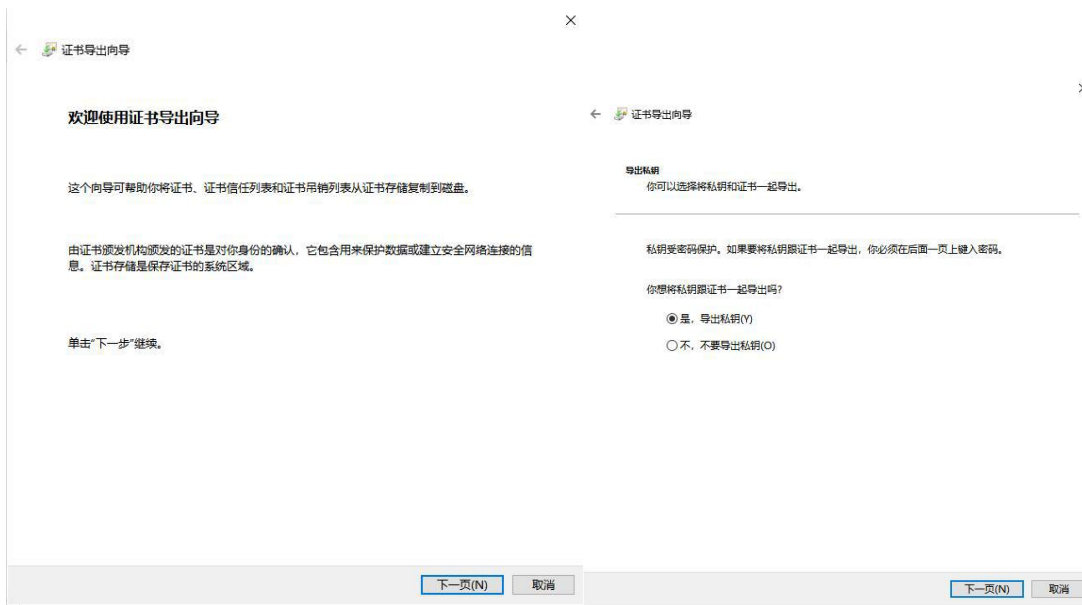 证书导出向导
欢迎使用证书导出向导
这个向导可帮助你将证书、证书信任列表和证书吊销列表从证书存储复制到磁盘。
由证书颁发机构颁发的证书是对你身份的确认，它包含用来保护数据或建立安全网络连接的信
息。证书存储是保存证书的系统区域。
单击“下一步”继续。
下一页(N)
取消
证书导出向导
导出私钥
你可以选择将私钥和证书一起导出。
私钥受密码保护。如果要将私钥跟证书一起导出，你必须在后面一页上键入密码。
你想将私钥跟证书一起导出吗?
是，导出私钥(Y)
不，不要导出私钥(O)
下一页(N)
取消